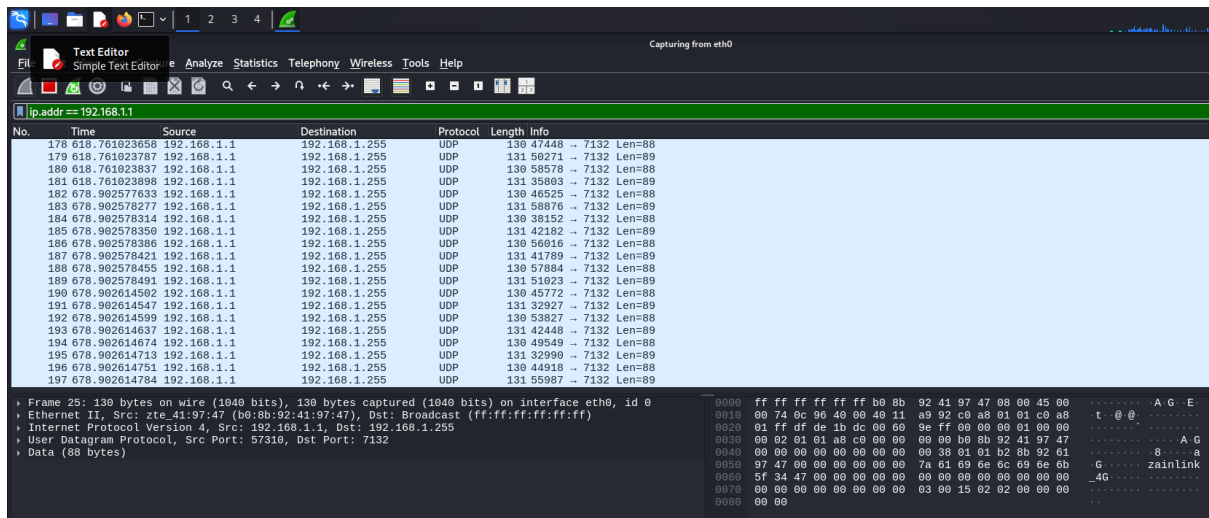 1 2 3 4
Capturing from eth0
Text Editor
Simple Text Editor
Analyze Statistics Telephony Wireless Tools Help
ip.addr == 192.168.1.1
No. Time Source Destination Protocol Length Info
178 618.761023658 192.168.1.1 192.168.1.255 UDP 130 47448 → 7132 Len=88
179 618.761023787 192.168.1.1 192.168.1.255 UDP 131 50271 → 7132 Len=89
180 618.761023837 192.168.1.1 192.168.1.255 UDP 130 58578 → 7132 Len=88
181 618.761023898 192.168.1.1 192.168.1.255 UDP 131 35803 → 7132 Len=89
182 678.902577633 192.168.1.1 192.168.1.255 UDP 130 46525 → 7132 Len=88
183 678.902578277 192.168.1.1 192.168.1.255 UDP 131 58876 → 7132 Len=89
184 678.902578314 192.168.1.1 192.168.1.255 UDP 130 38152 → 7132 Len=88
185 678.902578350 192.168.1.1 192.168.1.255 UDP 131 42182 → 7132 Len=89
186 678.902578386 192.168.1.1 192.168.1.255 UDP 130 56016 → 7132 Len=88
187 678.902578421 192.168.1.1 192.168.1.255 UDP 131 41789 → 7132 Len=89
188 678.902578455 192.168.1.1 192.168.1.255 UDP 130 57884 → 7132 Len=88
189 678.902578491 192.168.1.1 192.168.1.255 UDP 131 51023 → 7132 Len=89
190 678.902614502 192.168.1.1 192.168.1.255 UDP 130 45772 → 7132 Len=88
191 678.902614547 192.168.1.1 192.168.1.255 UDP 131 32927 → 7132 Len=89
192 678.902614599 192.168.1.1 192.168.1.255 UDP 130 53827 → 7132 Len=88
193 678.902614637 192.168.1.1 192.168.1.255 UDP 131 42448 → 7132 Len=89
194 678.902614674 192.168.1.1 192.168.1.255 UDP 130 49549 → 7132 Len=88
195 678.902614713 192.168.1.1 192.168.1.255 UDP 131 32990 → 7132 Len=89
196 678.902614751 192.168.1.1 192.168.1.255 UDP 130 44918 → 7132 Len=88
197 678.902614784 192.168.1.1 192.168.1.255 UDP 131 55987 → 7132 Len=89
Frame 25: 130 bytes on wire (1040 bits), 130 bytes captured (1040 bits) on interface eth0, id 0
Ethernet II, Src: zte_41:97:47 (b0:8b:92:41:97:47), Dst: Broadcast (ff:ff:ff:ff:ff:ff)
Internet Protocol Version 4, Src: 192.168.1.1, Dst: 192.168.1.255
User Datagram Protocol, Src Port: 57310, Dst Port: 7132
Data (88 bytes)
0000 ff ff ff ff ff ff b0 8b 92 41 97 47 08 00 45 00 ········ ·A·G··E·
0010 00 74 0c 96 40 00 40 11 a9 92 c0 a8 01 01 c0 a8 ·t··@·@· ········
0020 01 ff df de 1b dc 00 60 9e ff 00 00 00 01 00 00 ·······` ········
0030 00 02 01 01 a8 c0 00 00 00 00 b0 8b 92 41 97 47 ········ ·····A·G
0040 00 00 00 00 00 00 00 00 00 38 01 01 b2 8b 92 61 ········ ·8·····a
0050 97 47 00 00 00 00 00 00 7a 61 69 6e 6c 69 6e 6b ·G······ zainlink
0060 5f 34 47 00 00 00 00 00 00 00 00 00 00 00 00 00 _4G····· ········
0070 00 00 00 00 00 00 00 00 03 00 15 02 02 00 00 00 ········ ········
0080 00 00 ··